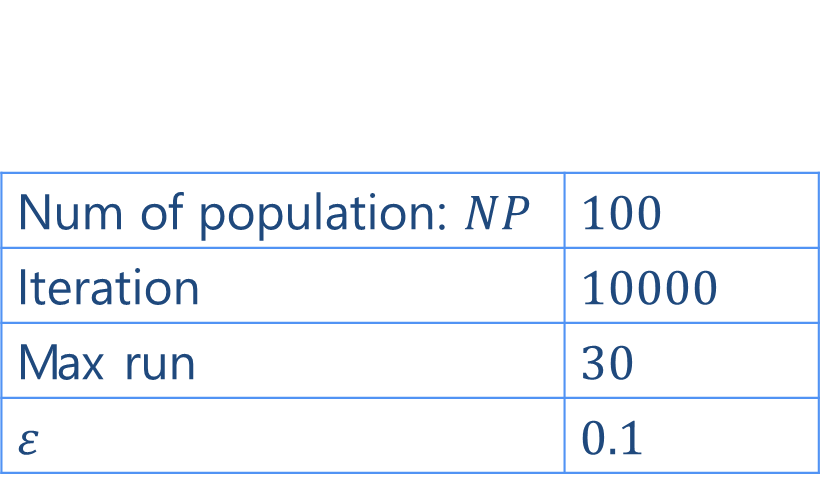 Num of population: NP 100
Iteration 10000
Max run 30
ε 0.1